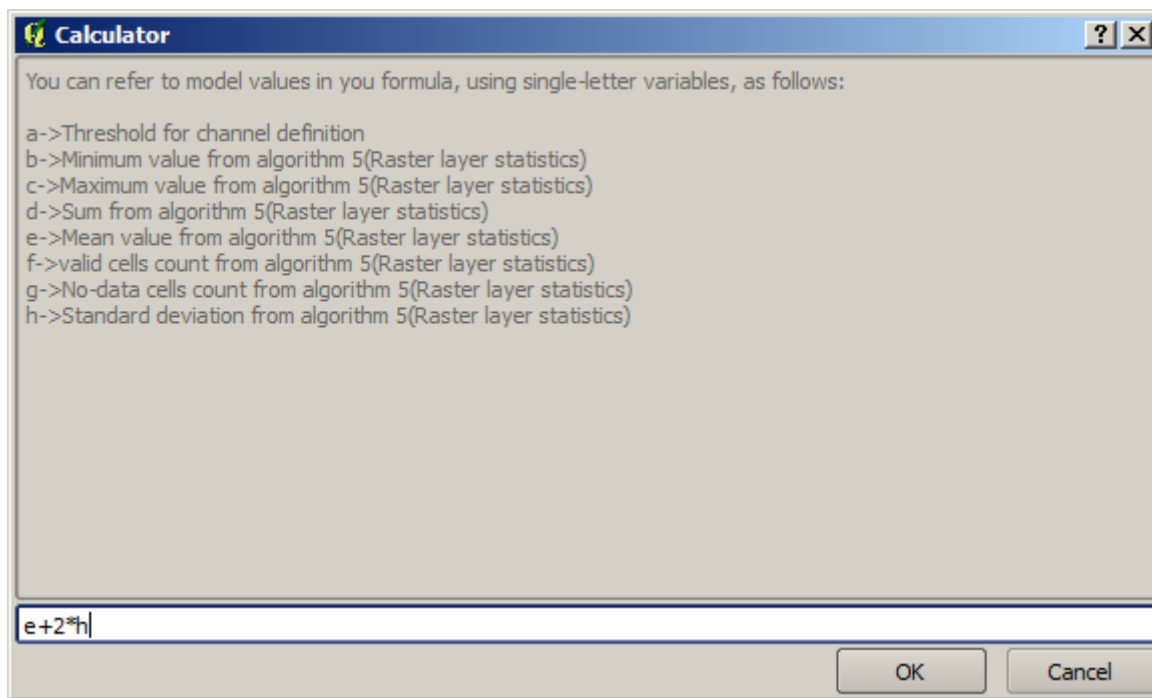 Calculator
You can refer to model values in you formula, using single-letter variables, as follows:
a->Threshold for channel definition
b->Minimum value from algorithm 5(Raster layer statistics)
c->Maximum value from algorithm 5(Raster layer statistics)
d->Sum from algorithm 5(Raster layer statistics)
e->Mean value from algorithm 5(Raster layer statistics)
f->valid cells count from algorithm 5(Raster layer statistics)
g->No-data cells count from algorithm 5(Raster layer statistics)
h->Standard deviation from algorithm 5(Raster layer statistics)
e+2*h
OK Cancel